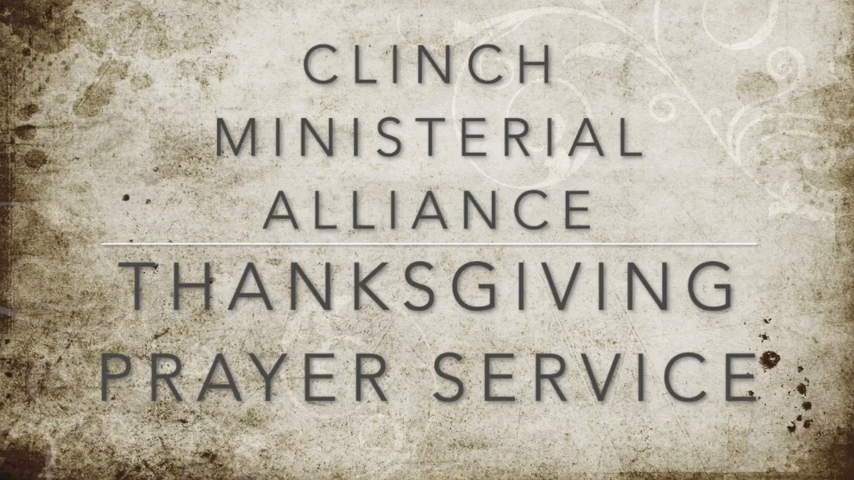 CLINCH
MINISTERIAL
ALLIANCE
THANKSGIVING
PRAYER SERVICE